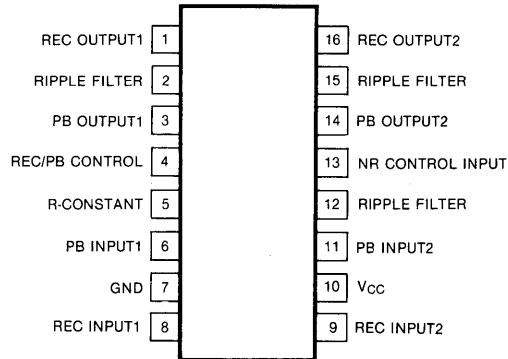 REC OUTPUT1 1 16 REC OUTPUT2
RIPPLE FILTER 2 15 RIPPLE FILTER
PB OUTPUT1 3 14 PB OUTPUT2
REC/PB CONTROL 4 13 NR CONTROL INPUT
R-CONSTANT 5 12 RIPPLE FILTER
PB INPUT1 6 11 PB INPUT2
GND 7 10 VCC
REC INPUT1 8 9 REC INPUT2